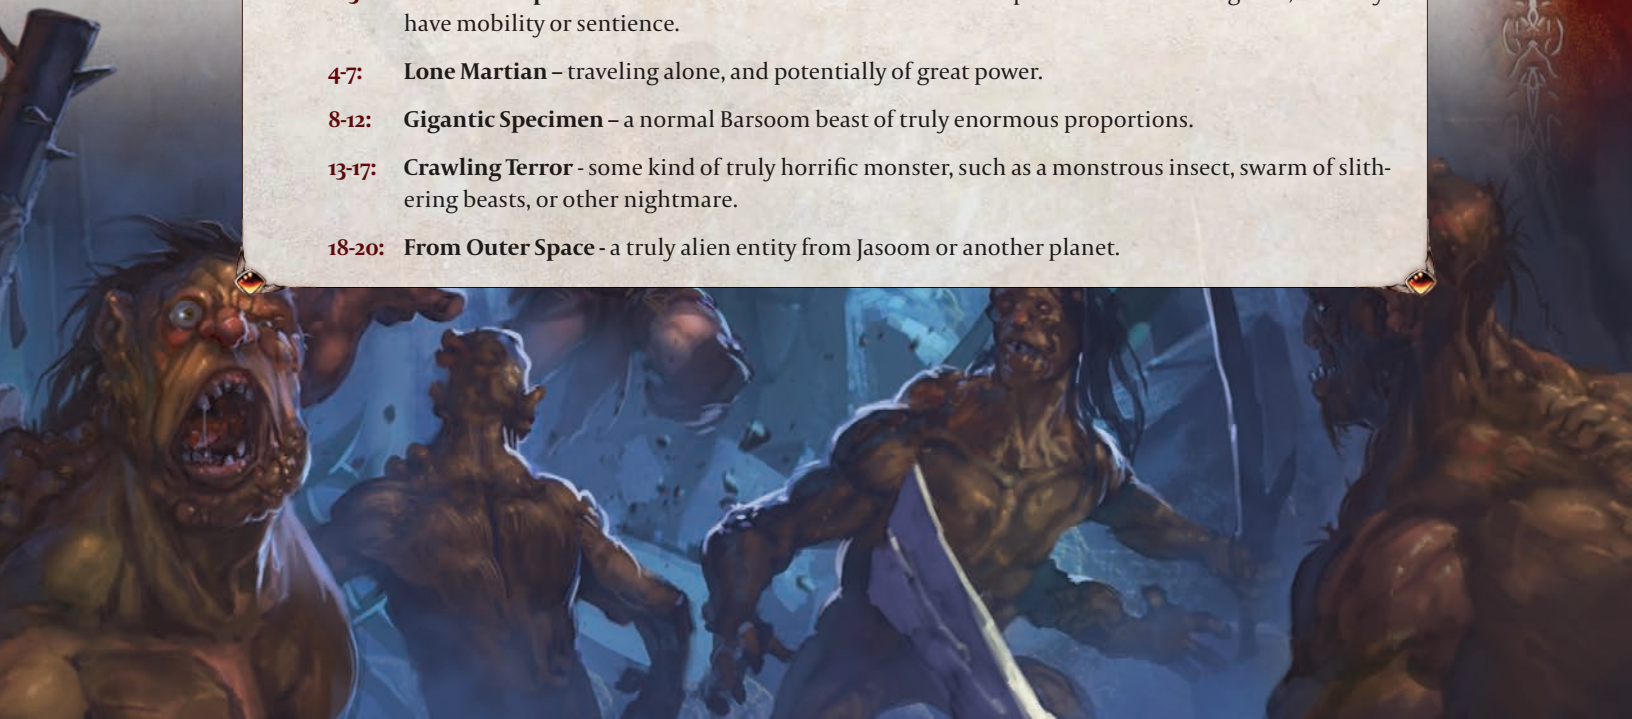 have mobility or sentience.
4-7: Lone Martian – traveling alone, and potentially of great power.
8-12: Gigantic Specimen – a normal Barsoom beast of truly enormous proportions.
13-17: Crawling Terror - some kind of truly horrific monster, such as a monstrous insect, swarm of slith-
ering beasts, or other nightmare.
18-20: From Outer Space - a truly alien entity from Jasoom or another planet.